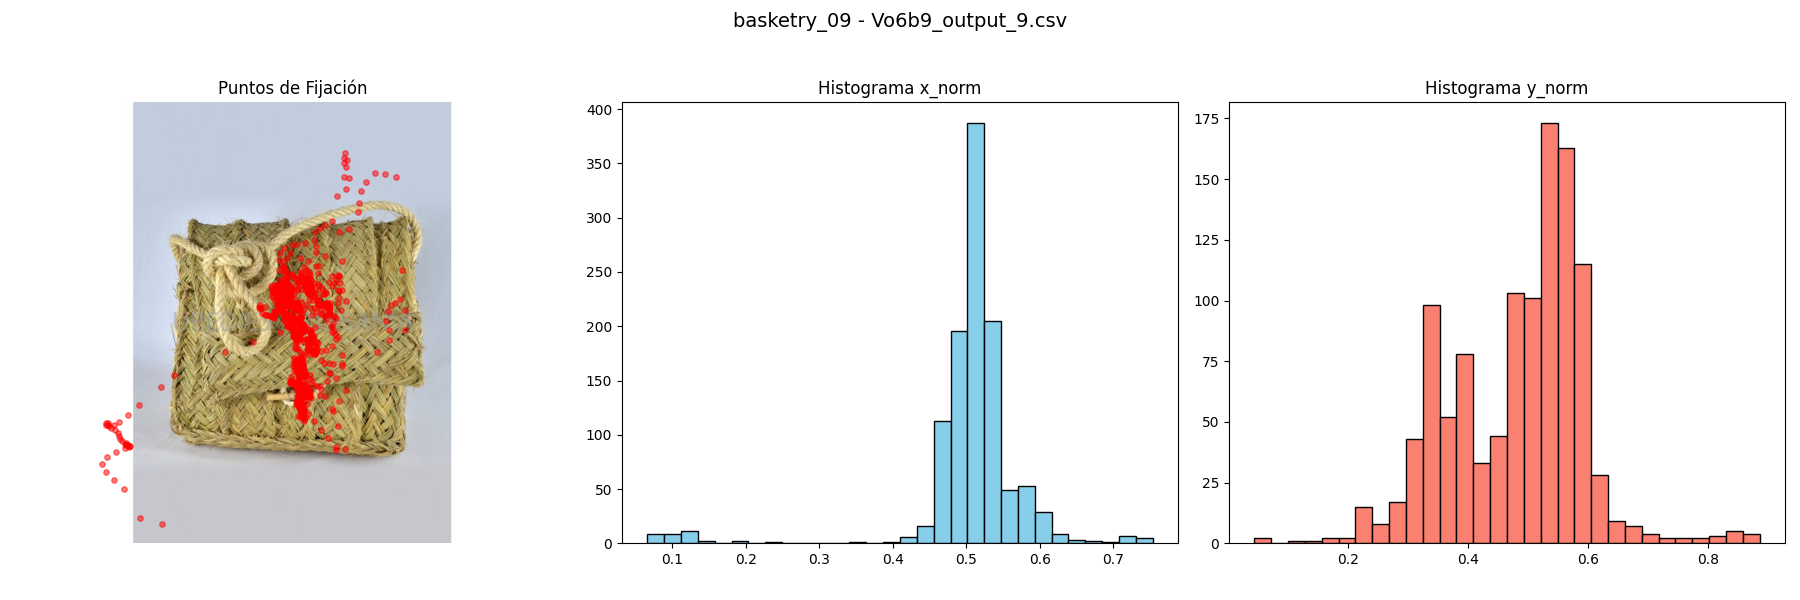 basketry_09 - Vo6b9_output_9.csv
Puntos de Fijación
Histograma x_norm
400
350
300
250
200
150
100
50
0
0.1 0.2 0.3 0.4 0.5 0.6 0.7
Histograma y_norm
175
150
125
100
75
50
25
0
0.2 0.4 0.6 0.8